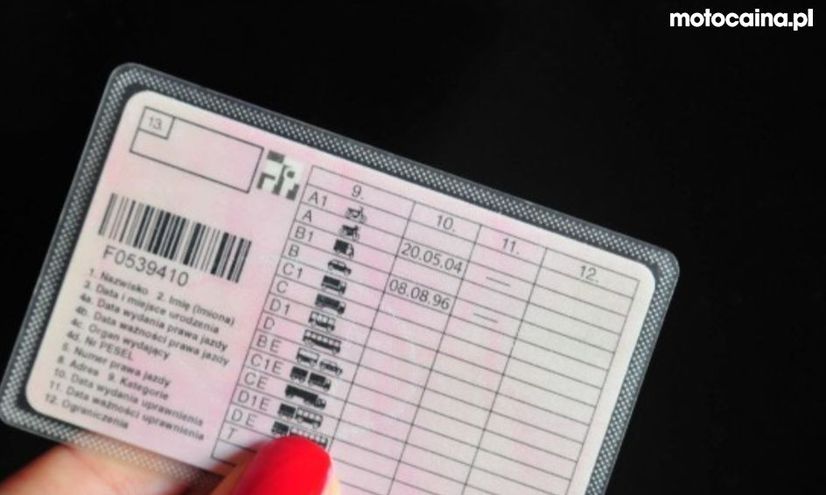 motocaina.pl
13.
F0539410
1. Nazwisko 2. Imię (Imiona)
3. Data i miejsce urodzenia
4a. Data wydania prawa jazdy
4b. Data ważności prawa jazdy
4c. Organ wydający
4d. Nr PESEL
5. Numer prawa jazdy
8. Adres 9. Kategorie
10. Data wydania uprawnienia
11. Data ważności uprawnienia
12. Ograniczenia
9. 10. 11. 12.
A1
A 20.05.04 —
B1
B 08.08.96 —
C1
C
D1
D
BE
C1E
CE
D1E
DE
T